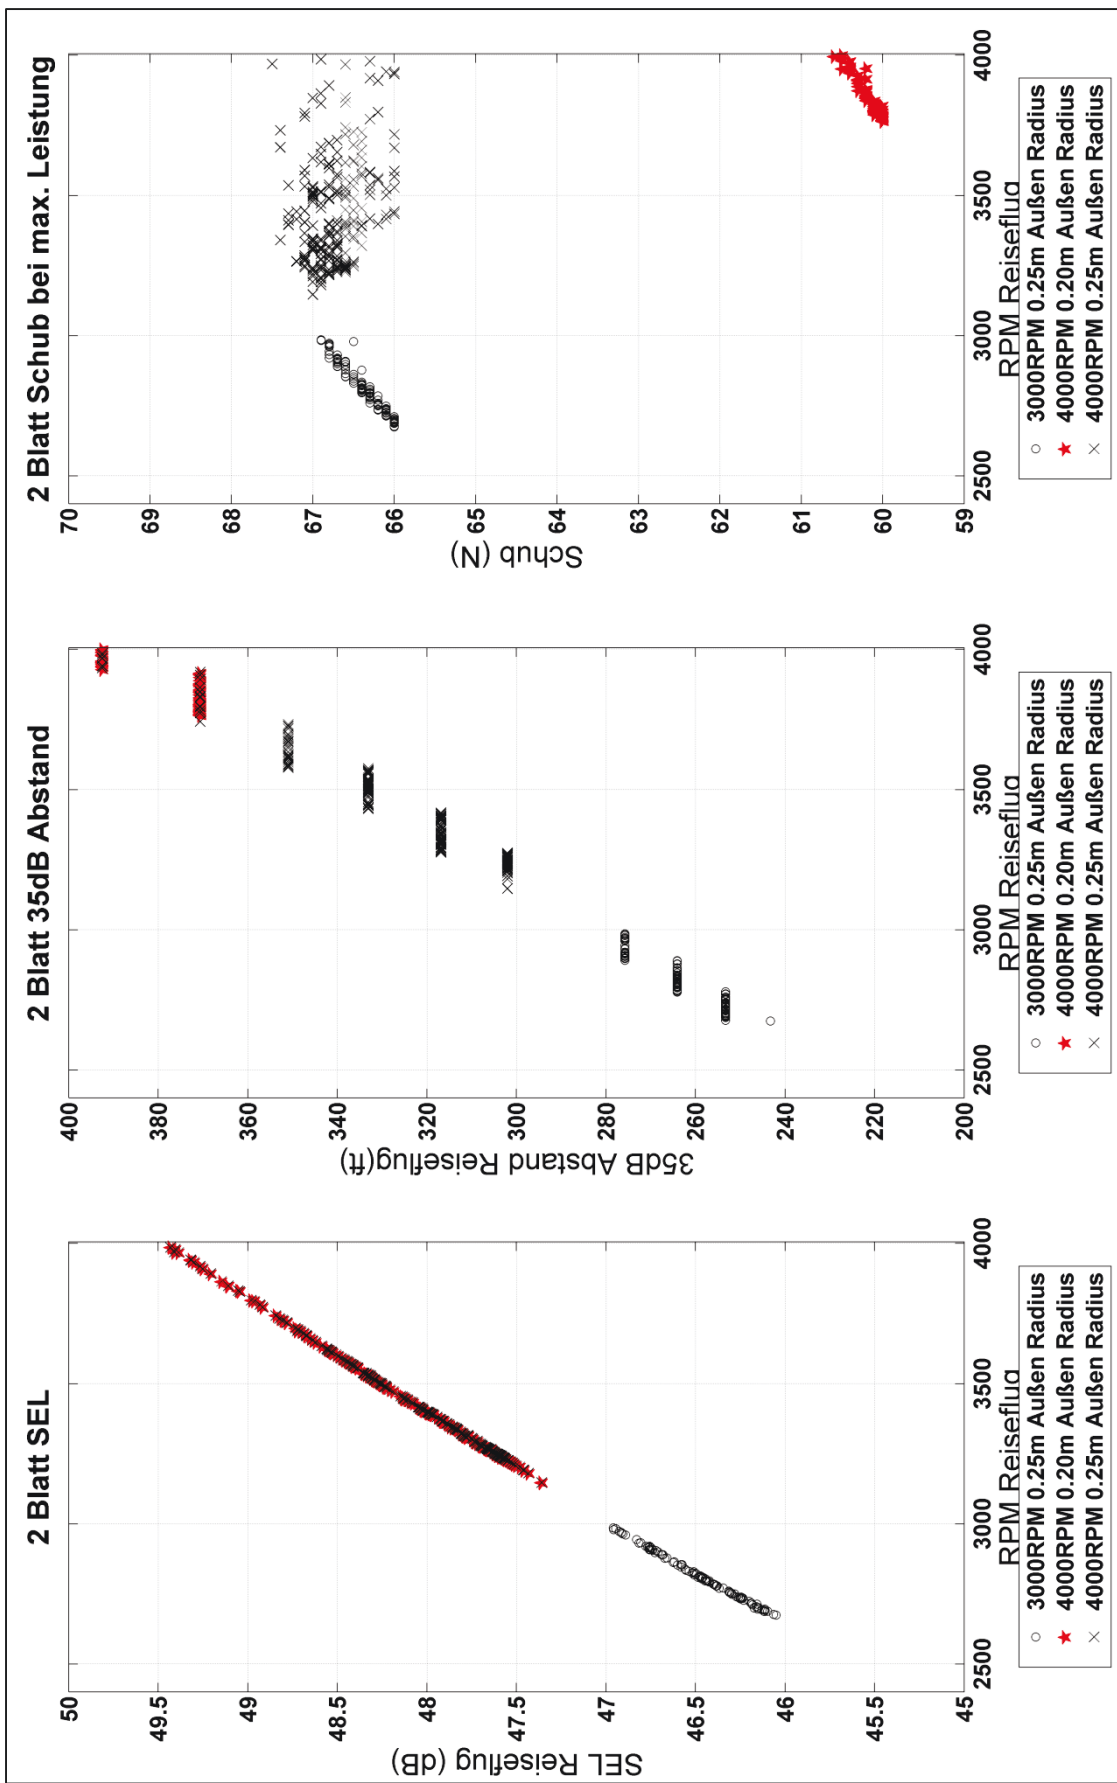 2 Blatt SEL
50
49.5
49
48.5
48
47.5
47
46.5
46
45.5
45
SEL Reiseflug (dB)
2500
3000
3500
4000
RPM Reiseflug
3000RPM 0.25m Außen Radius
4000RPM 0.20m Außen Radius
4000RPM 0.25m Außen Radius
2 Blatt 35dB Abstand
400
380
360
340
320
300
280
260
240
220
200
35dB Abstand Reiseflug(ft)
2500
3000
3500
4000
RPM Reiseflug
3000RPM 0.25m Außen Radius
4000RPM 0.20m Außen Radius
4000RPM 0.25m Außen Radius
2 Blatt Schub bei max. Leistung
70
69
68
67
66
65
64
63
62
61
60
59
Schub (N)
2500
3000
3500
4000
RPM Reiseflug
3000RPM 0.25m Außen Radius
4000RPM 0.20m Außen Radius
4000RPM 0.25m Außen Radius